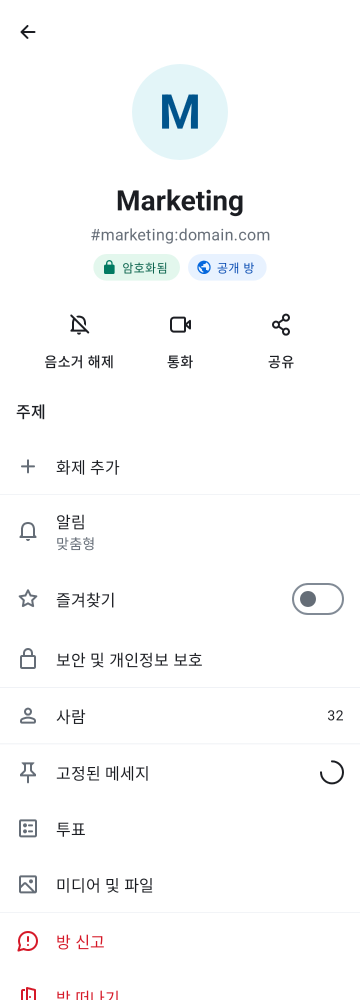 M
Marketing
#marketing:domain.com
암호화됨 공개 방
음소거 해제 통화 공유
주제
화제 추가
알림
맞춤형
즐겨찾기
보안 및 개인정보 보호
사람 32
고정된 메세지
투표
미디어 및 파일
방 신고
방 떠나기